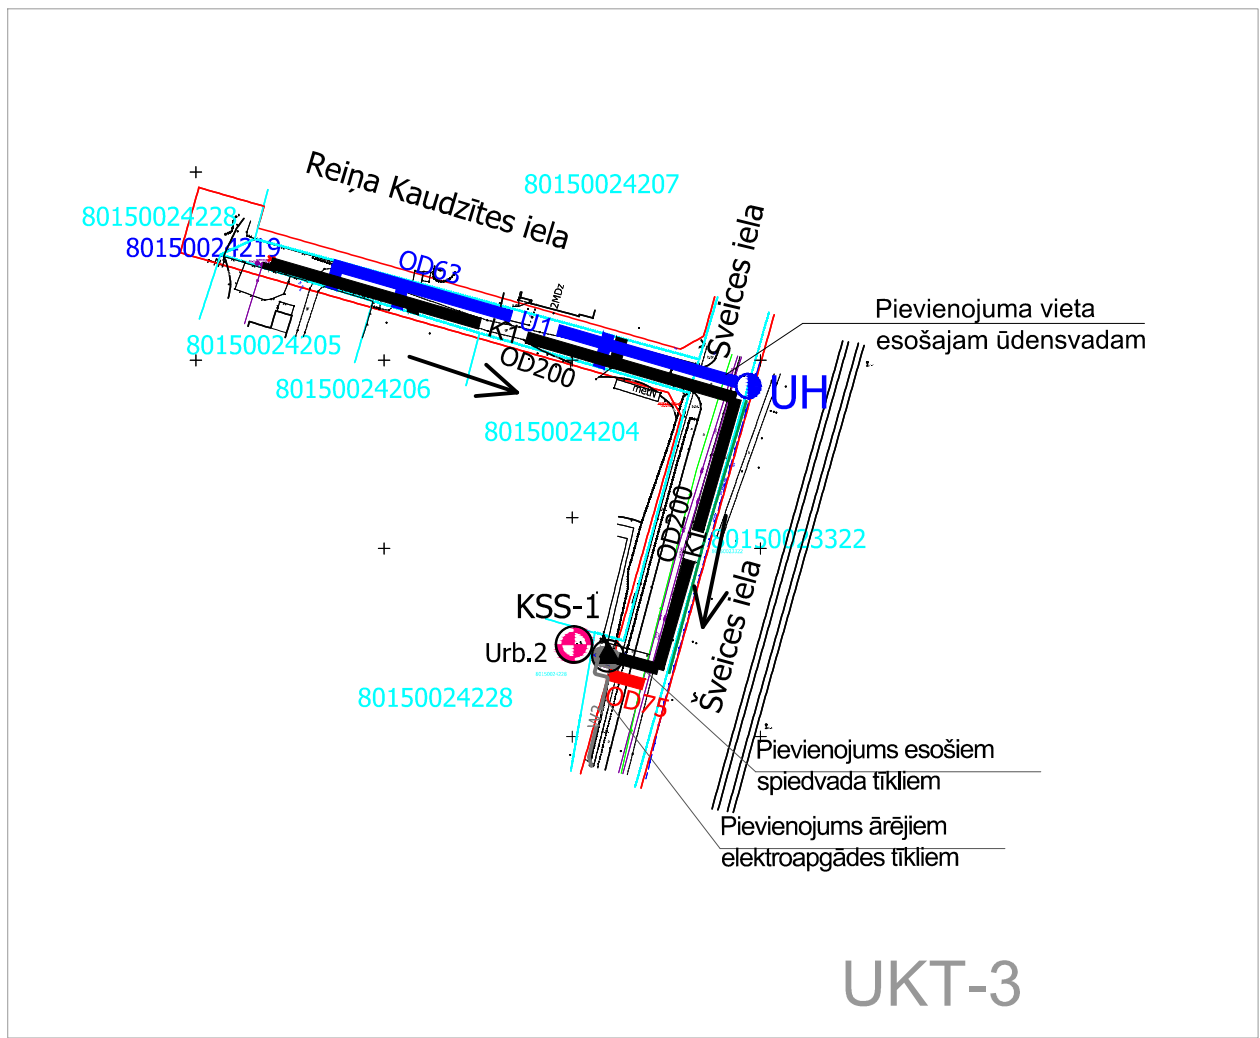 Reiņa Kaudzītes iela
80150024207
80150024228
80150024219
Šveices iela
OD63
2MDz
Pievienojuma vieta
esošajam ūdensvadam
U1
K1
80150024205
OD200
80150024206
UH
80150024204
OD200
K1
80150023322
Šveices iela
KSS-1
Urb.2
80150024228
OD75
W2
Pievienojums esošiem
spiedvada tīkliem
Pievienojums ārējiem
elektroapgādes tīkliem
UKT-3